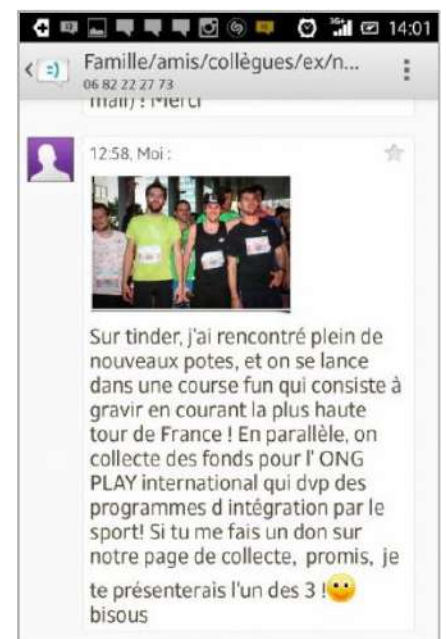 3G+ 14:01
Famille/amis/collègues/ex/n...
06 82 22 27 73
mail) ! Merci
12:58, Moi :
Sur tinder, j'ai rencontré plein de
nouveaux potes, et on se lance
dans une course fun qui consiste à
gravir en courant la plus haute
tour de France ! En parallèle, on
collecte des fonds pour l' ONG
PLAY international qui dvp des
programmes d intégration par le
sport! Si tu me fais un don sur
notre page de collecte, promis, je
te présenterais l'un des 3 !
bisous